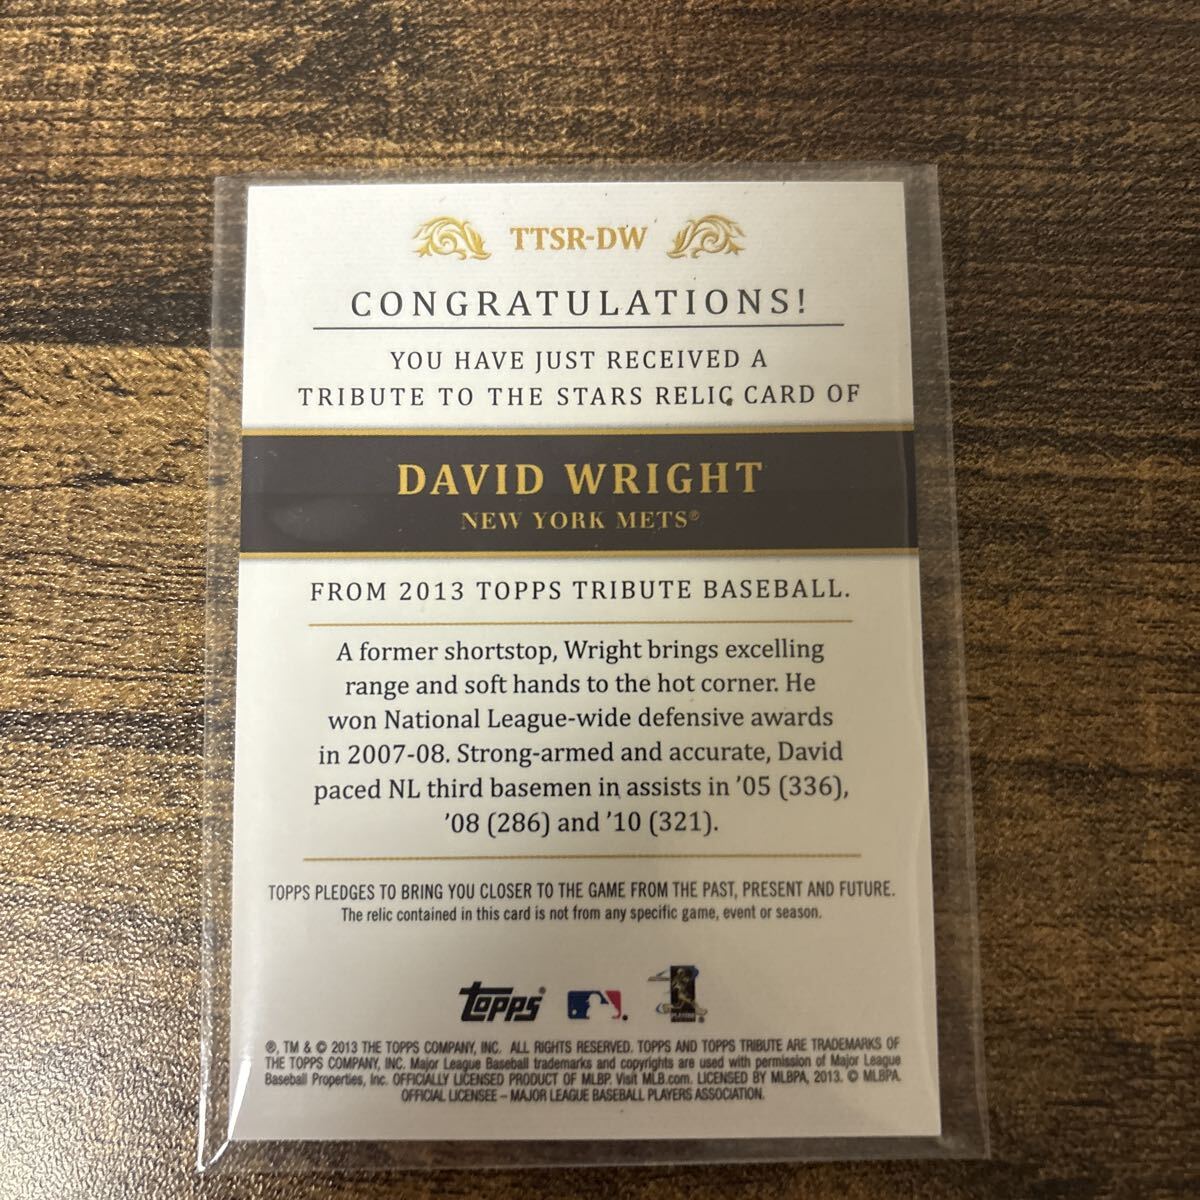 TTSR-DW
CONGRATULATIONS!
YOU HAVE JUST RECEIVED A
TRIBUTE TO THE STARS RELIC CARD OF
DAVID WRIGHT
NEW YORK METS®
FROM 2013 TOPPS TRIBUTE BASEBALL.
A former shortstop, Wright brings excelling
range and soft hands to the hot corner. He
won National League-wide defensive awards
in 2007-08. Strong-armed and accurate, David
paced NL third basemen in assists in ’05 (336),
’08 (286) and ’10 (321).
TOPPS PLEDGES TO BRING YOU CLOSER TO THE GAME FROM THE PAST, PRESENT AND FUTURE.
The relic contained in this card is not from any specific game, event or season.
topps®
®, TM & © 2013 THE TOPPS COMPANY, INC. ALL RIGHTS RESERVED. TOPPS AND TOPPS TRIBUTE ARE TRADEMARKS OF
THE TOPPS COMPANY, INC. Major League Baseball trademarks and copyrights are used with permission of Major League
Baseball Properties, Inc. OFFICIALLY LICENSED PRODUCT OF MLBP. Visit MLB.com. LICENSED BY MLBPA, 2013. © MLBPA.
OFFICIAL LICENSEE – MAJOR LEAGUE BASEBALL PLAYERS ASSOCIATION.